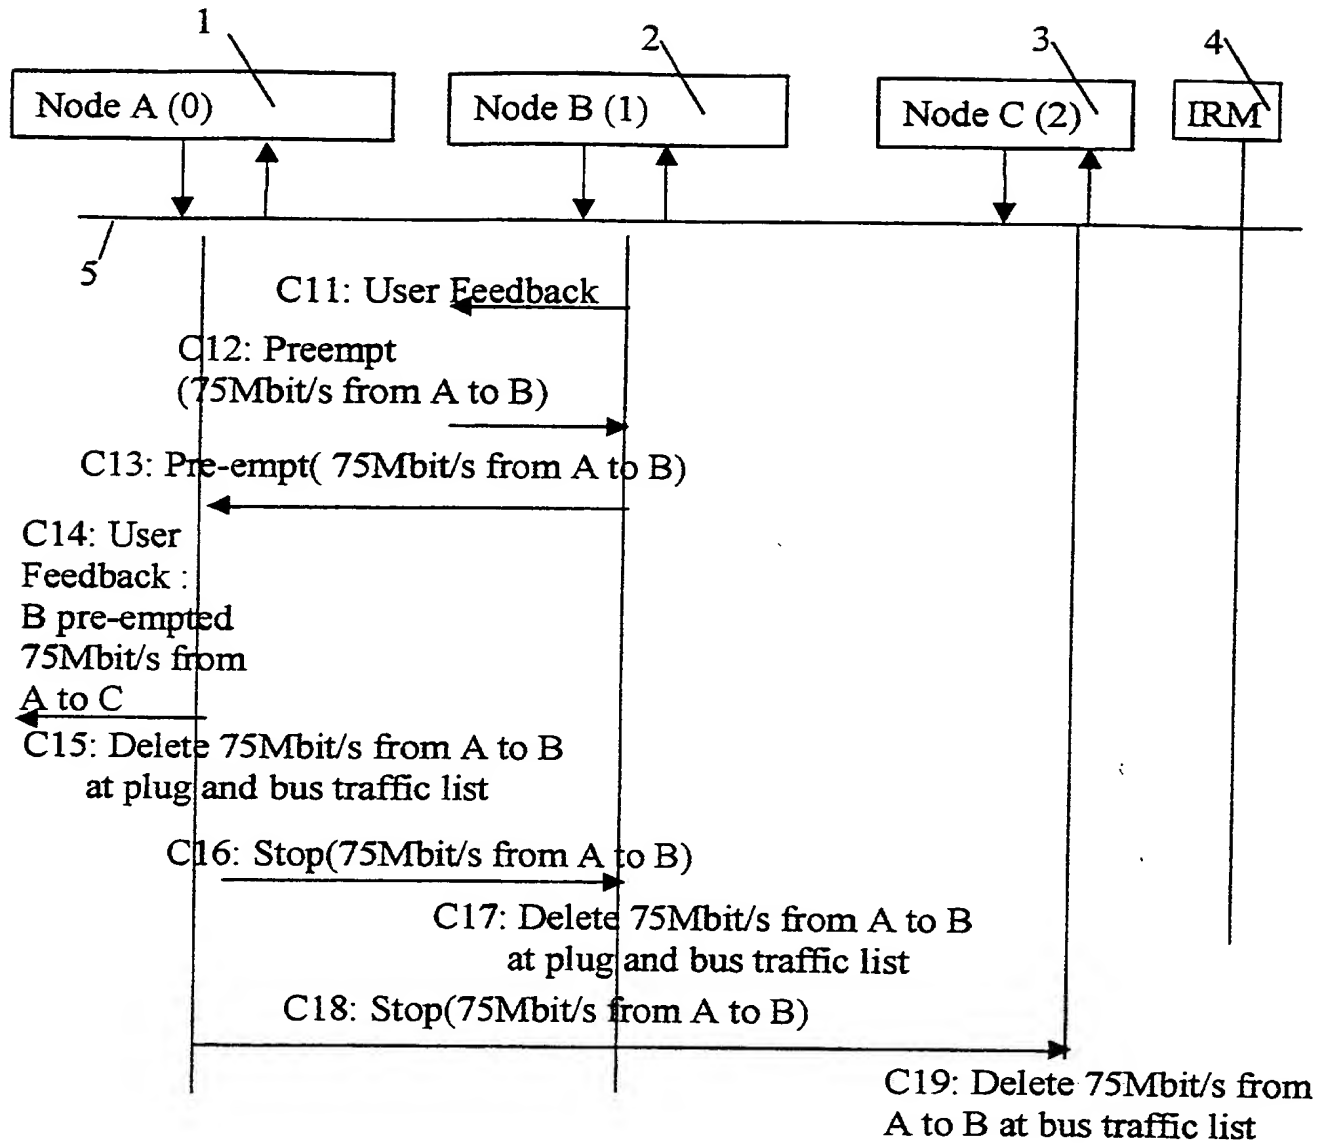 1
2
3
4
Node A (0)
Node B (1)
Node C (2)
IRM
5
C11: User Feedback
C12: Preempt
(75Mbit/s from A to B)
C13: Pre-empt( 75Mbit/s from A to B)
C14: User
Feedback :
B pre-empted
75Mbit/s from
A to C
C15: Delete 75Mbit/s from A to B
at plug and bus traffic list
C16: Stop(75Mbit/s from A to B)
C17: Delete 75Mbit/s from A to B
at plug and bus traffic list
C18: Stop(75Mbit/s from A to B)
C19: Delete 75Mbit/s from
A to B at bus traffic list